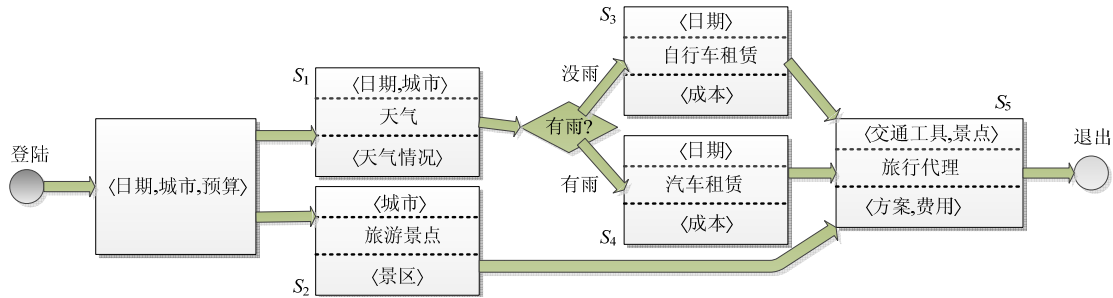 登陆
〈日期,城市,预算〉
S1
〈日期,城市〉
天气
〈天气情况〉
〈城市〉
旅游景点
〈景区〉
S2
有雨?
没雨
有雨
S3
〈日期〉
自行车租赁
〈成本〉
〈日期〉
汽车租赁
〈成本〉
S4
S5
〈交通工具,景点〉
旅行代理
〈方案,费用〉
退出